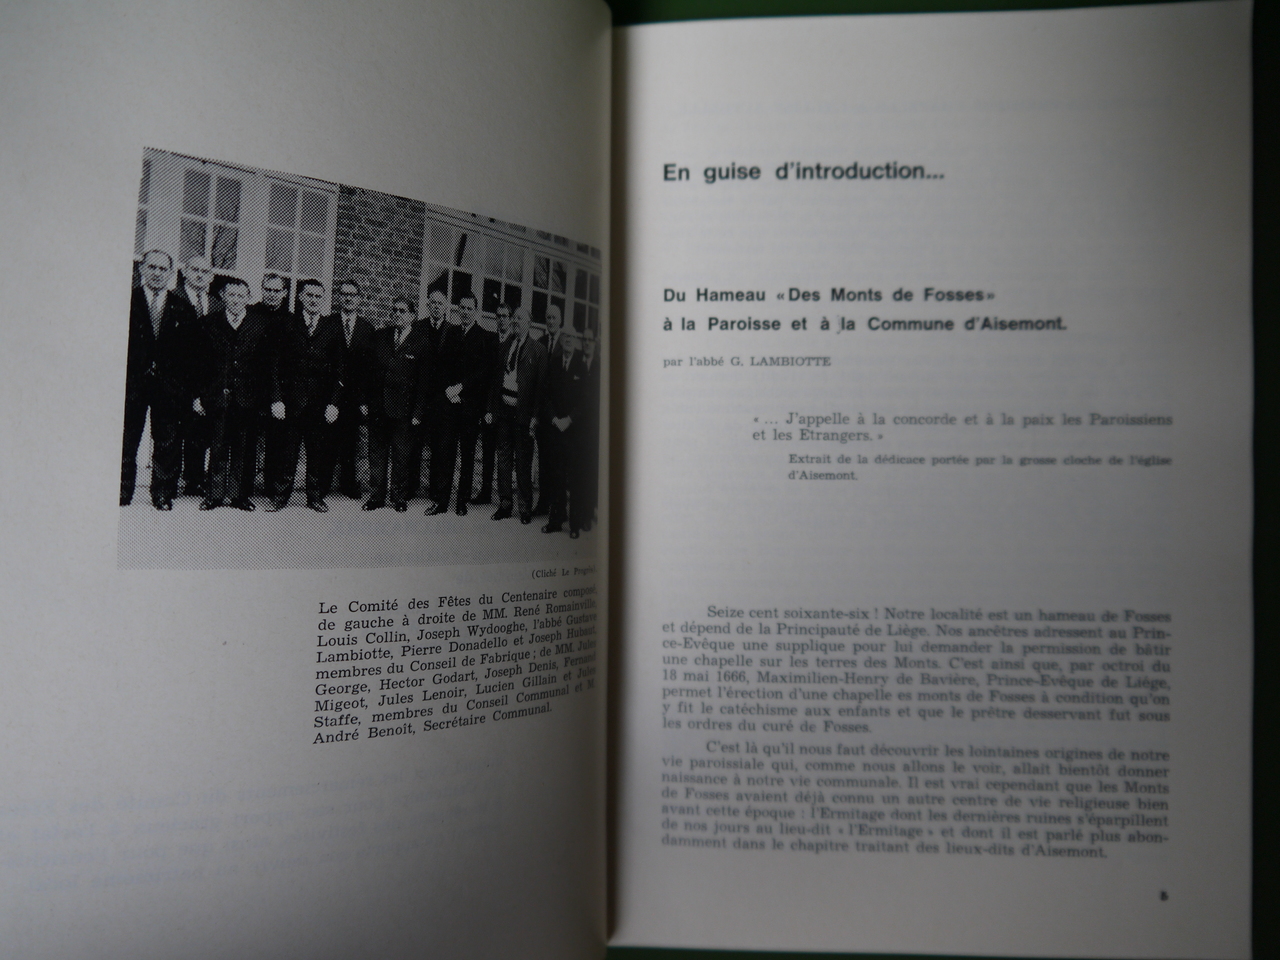 (Cliché Le Progrès).
Le Comité des Fêtes du Centenaire composé,
de gauche à droite de MM. René Romainville,
Louis Collin, Joseph Wydooghe, l'abbé Gustave
Lambiotte, Pierre Donadello et Joseph Hubaut,
membres du Conseil de Fabrique ; de MM. Jules
George, Hector Godart, Joseph Denis, Fernand
Migeot, Jules Lenoir, Lucien Gillain et Jules
Staffe, membres du Conseil Communal et M.
André Benoît, Secrétaire Communal.
En guise d'introduction...
Du Hameau « Des Monts de Fosses »
à la Paroisse et à la Commune d'Aisemont.
par l'abbé G. LAMBIOTTE
« ... J'appelle à la concorde et à la paix les Paroissiens
et les Etrangers. »
Extrait de la dédicace portée par la grosse cloche de l'église
d'Aisemont.
Seize cent soixante-six ! Notre localité est un hameau de Fosses
et dépend de la Principauté de Liége. Nos ancêtres adressent au Prin-
ce-Evêque une supplique pour lui demander la permission de bâtir
une chapelle sur les terres des Monts. C'est ainsi que, par octroi du
18 mai 1666, Maximilien-Henry de Bavière, Prince-Evêque de Liége,
permet l'érection d'une chapelle es monts de Fosses à condition qu'on
y fit le catéchisme aux enfants et que le prêtre desservant fut sous
les ordres du curé de Fosses.
C'est là qu'il nous faut découvrir les lointaines origines de notre
vie paroissiale qui, comme nous allons le voir, allait bientôt donner
naissance à notre vie communale. Il est vrai cependant que les Monts
de Fosses avaient déjà connu un autre centre de vie religieuse bien
avant cette époque : l'Ermitage dont les dernières ruines s'éparpillent
de nos jours au lieu-dit « l'Ermitage » et dont il est parlé plus abon-
damment dans le chapitre traitant des lieux-dits d'Aisemont.
5